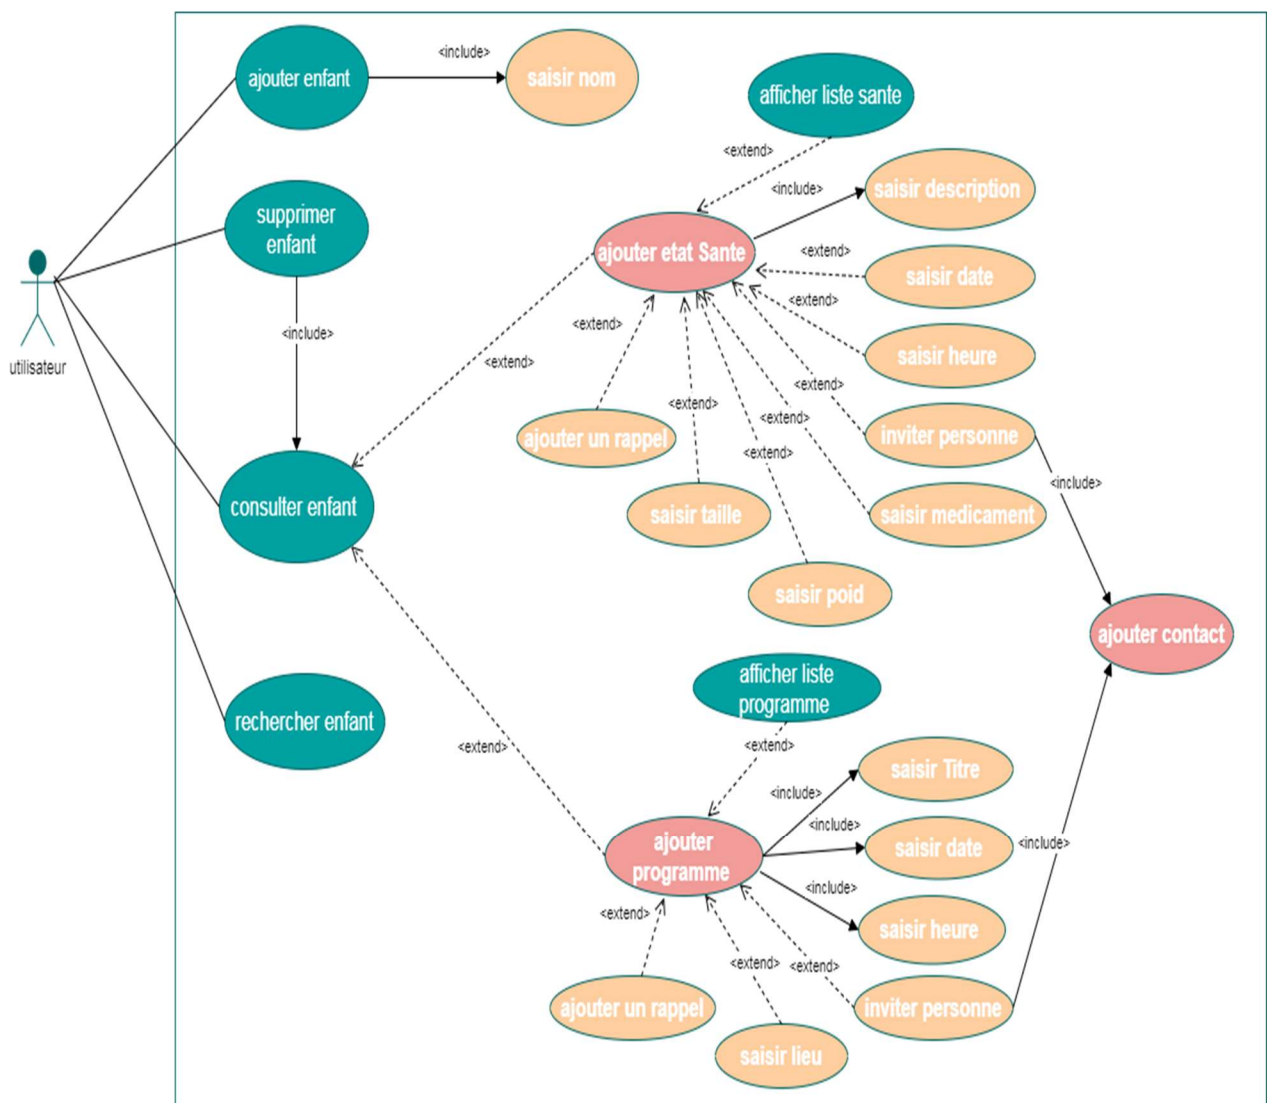 ajouter enfant
<include>
saisir nom
afficher liste sante
<extend>
<include>
saisir description
supprimer
enfant
ajouter etat Sante
<extend>
saisir date
<extend>
saisir heure
utilisateur
<include>
<extend>
<extend>
<extend>
<extend>
<extend>
<extend>
ajouter un rappel
inviter personne
<include>
consulter enfant
saisir taille
saisir medicament
saisir poid
ajouter contact
afficher liste
programme
rechercher enfant
<extend>
<extend>
saisir Titre
<include>
<include>
ajouter
programme
saisir date
<include>
<include>
<extend>
saisir heure
<extend>
<extend>
ajouter un rappel
inviter personne
saisir lieu